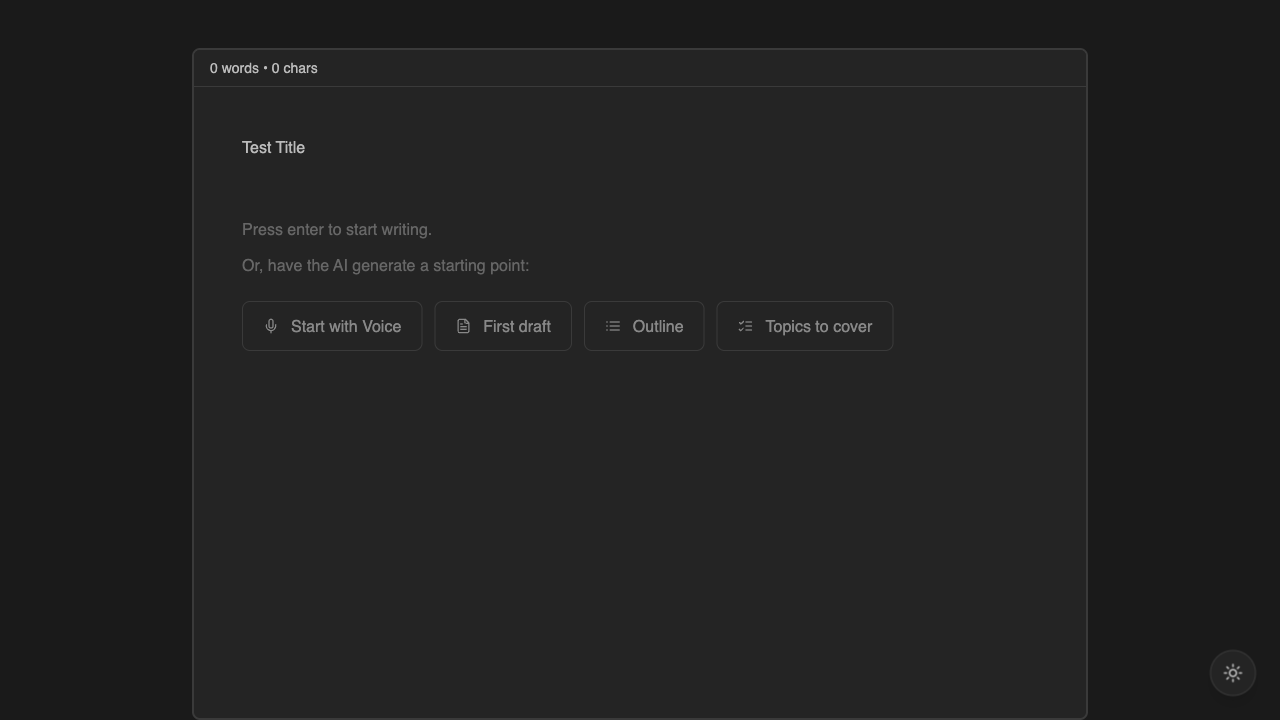 0 words • 0 chars
Test Title
Press enter to start writing.
Or, have the AI generate a starting point:
Start with Voice
First draft
Outline
Topics to cover